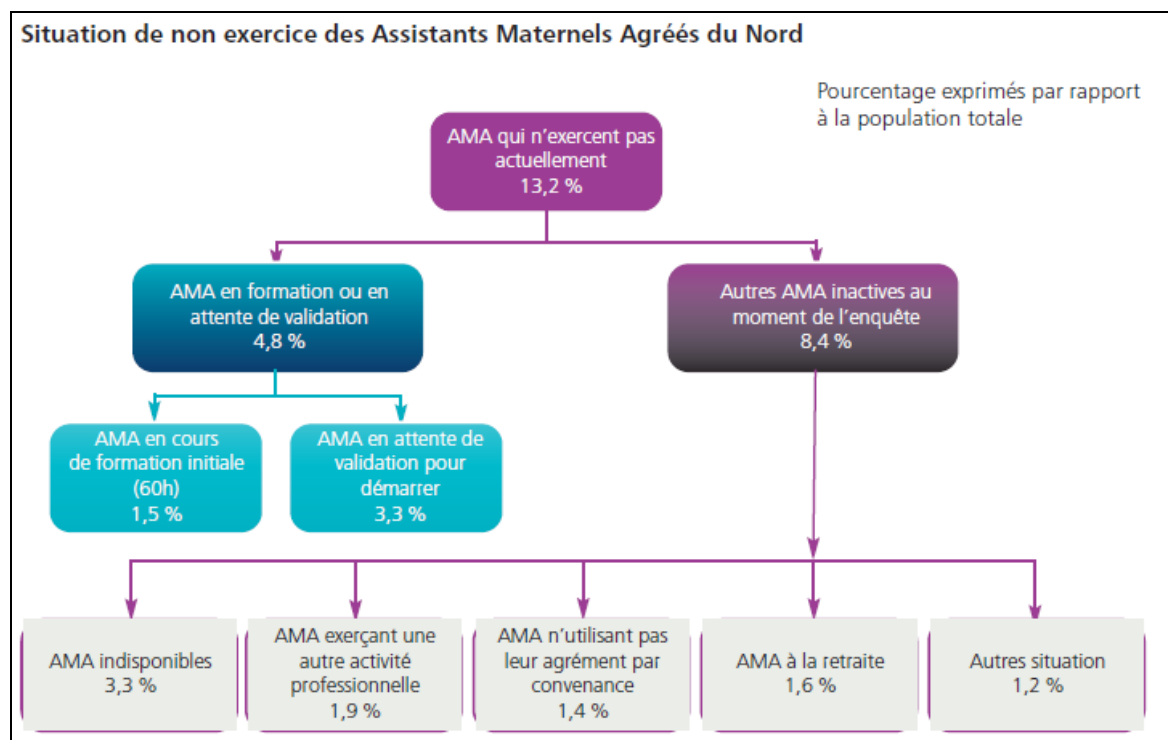 Situation de non exercice des Assistants Maternels Agréés du Nord
Pourcentage exprimés par rapport
à la population totale
AMA qui n'exercent pas
actuellement
13,2 %
AMA en formation ou en
attente de validation
4,8 %
Autres AMA inactives au
moment de l'enquête
8,4 %
AMA en cours
de formation initiale
(60h)
1,5 %
AMA en attente de
validation pour
démarrer
3,3 %
AMA indisponibles
3,3 %
AMA exerçant une
autre activité
professionnelle
1,9 %
AMA n'utilisant pas
leur agrément par
convenance
1,4 %
AMA à la retraite
1,6 %
Autres situation
1,2 %